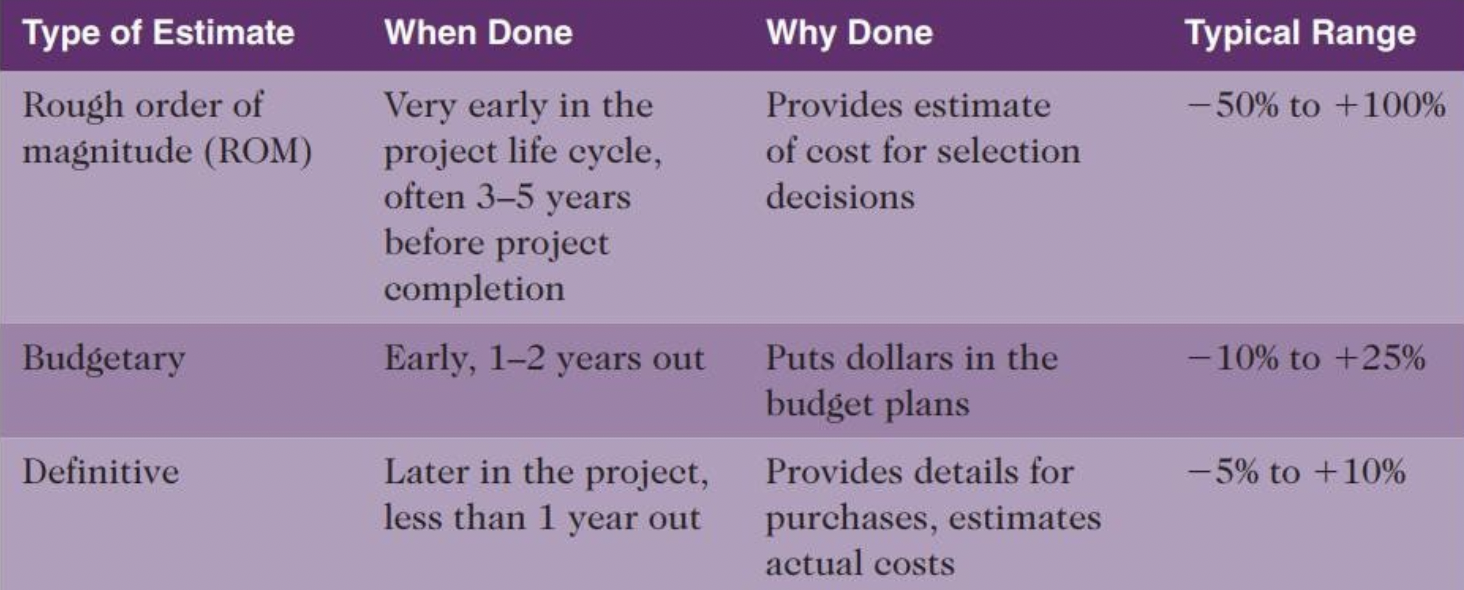 Type of Estimate When Done Why Done Typical Range
Rough order of magnitude (ROM) Very early in the project life cycle, often 3–5 years before project completion Provides estimate of cost for selection decisions −50% to +100%
Budgetary Early, 1–2 years out Puts dollars in the budget plans −10% to +25%
Definitive Later in the project, less than 1 year out Provides details for purchases, estimates actual costs −5% to +10%